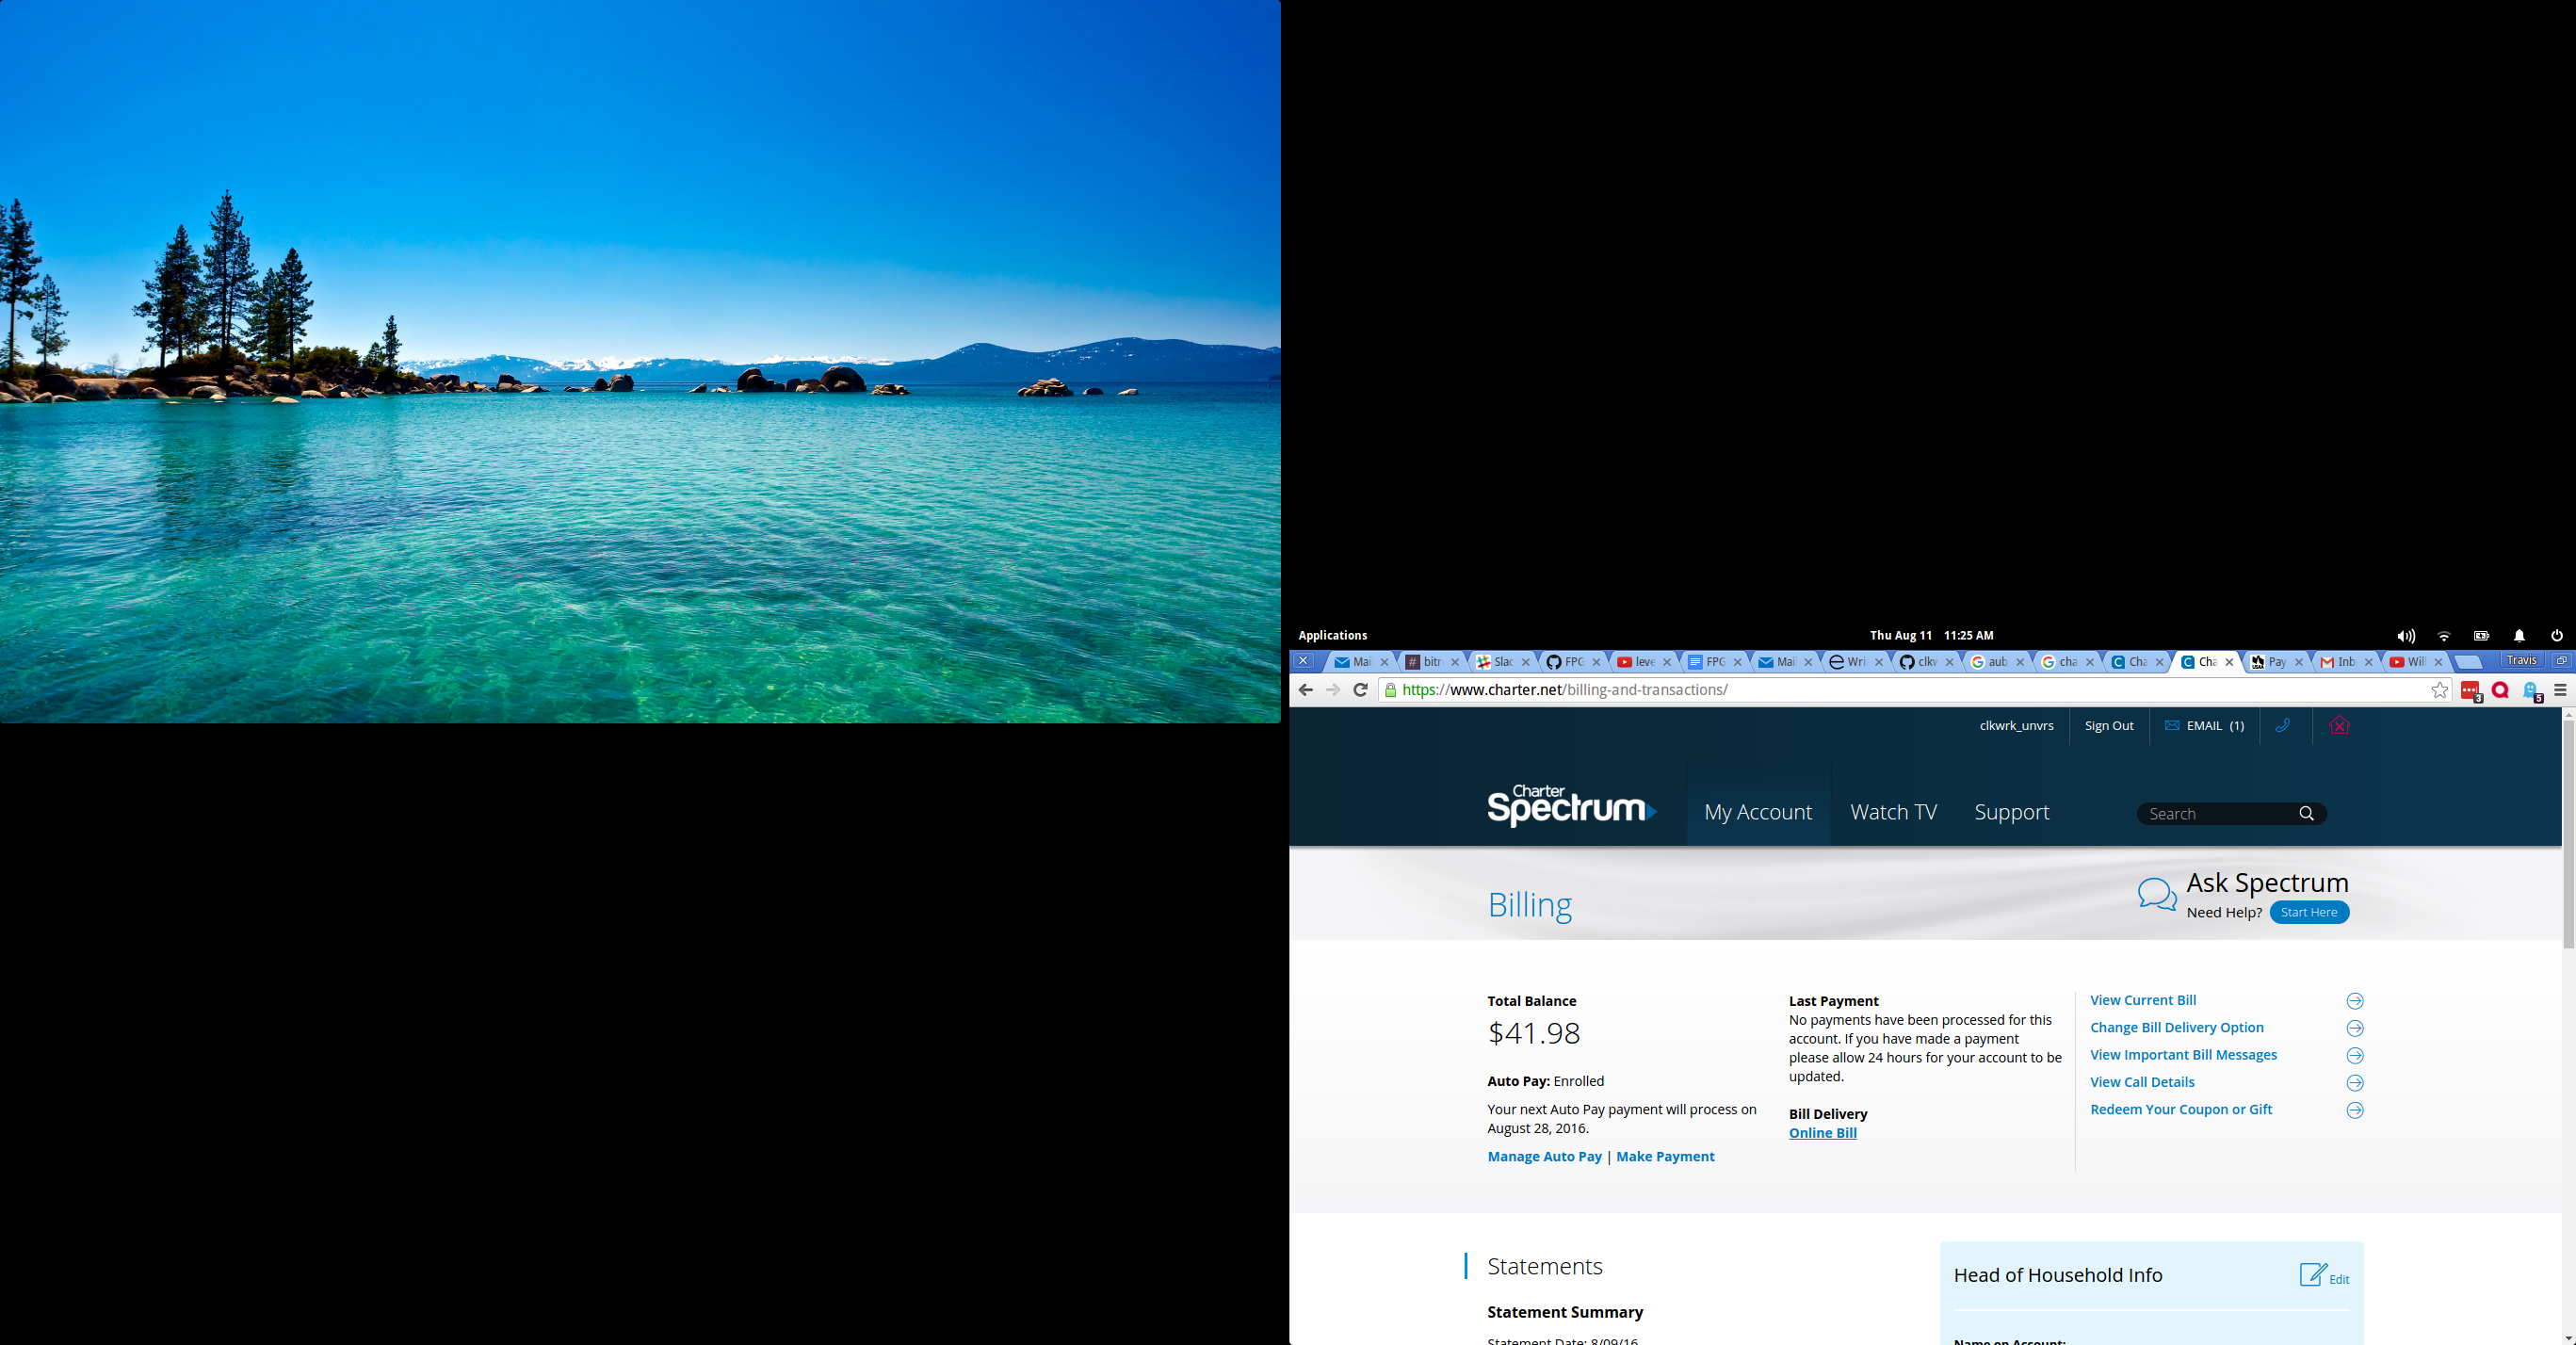 Applications
Thu Aug 11 11:25 AM
Mai
bitr
Slac
FPG
leve
FPG
Mai
Wri
clkv
aub
cha
Cha
Cha
Pay
Inb
Will
Travis
https://www.charter.net/billing-and-transactions/
3
5
clkwrk_unvrs
Sign Out
EMAIL (1)
Charter
Spectrum
My Account
Watch TV
Support
Search
Billing
Ask Spectrum
Need Help?
Start Here
Total Balance
$41.98
Auto Pay: Enrolled
Your next Auto Pay payment will process on
August 28, 2016.
Manage Auto Pay | Make Payment
Last Payment
No payments have been processed for this
account. If you have made a payment
please allow 24 hours for your account to be
updated.
Bill Delivery
Online Bill
View Current Bill
Change Bill Delivery Option
View Important Bill Messages
View Call Details
Redeem Your Coupon or Gift
Statements
Statement Summary
Statement Date: 8/09/16
Head of Household Info
Edit
Name on Account: